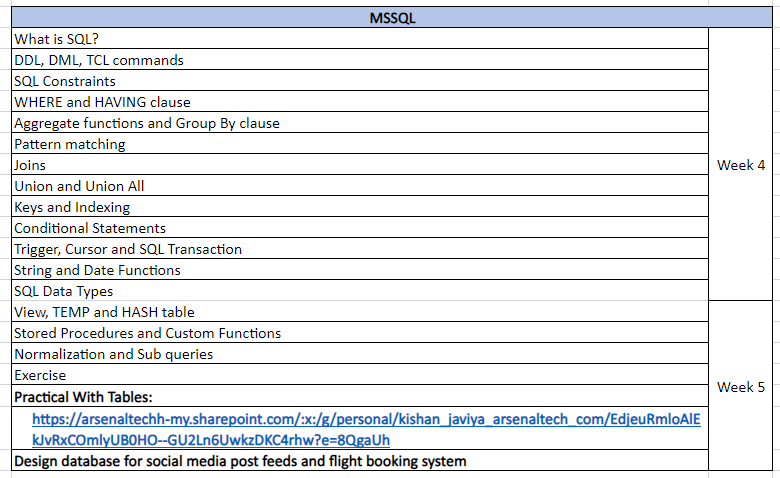 MSSQL
What is SQL?
DDL, DML, TCL commands
SQL Constraints
WHERE and HAVING clause
Aggregate functions and Group By clause
Pattern matching
Joins
Week 4
Union and Union All
Keys and Indexing
Conditional Statements
Trigger, Cursor and SQL Transaction
String and Date Functions
SQL Data Types
View, TEMP and HASH table
Stored Procedures and Custom Functions
Normalization and Sub queries
Exercise
Week 5
Practical With Tables:
https://arsenaltechh-my.sharepoint.com/:x:/g/personal/kishan_javiya_arsenaltech_com/EdjeuRmloAlE
kJvRxCOmlyUB0HO--GU2Ln6UwkzDKC4rhw?e=8QgaUh
Design database for social media post feeds and flight booking system